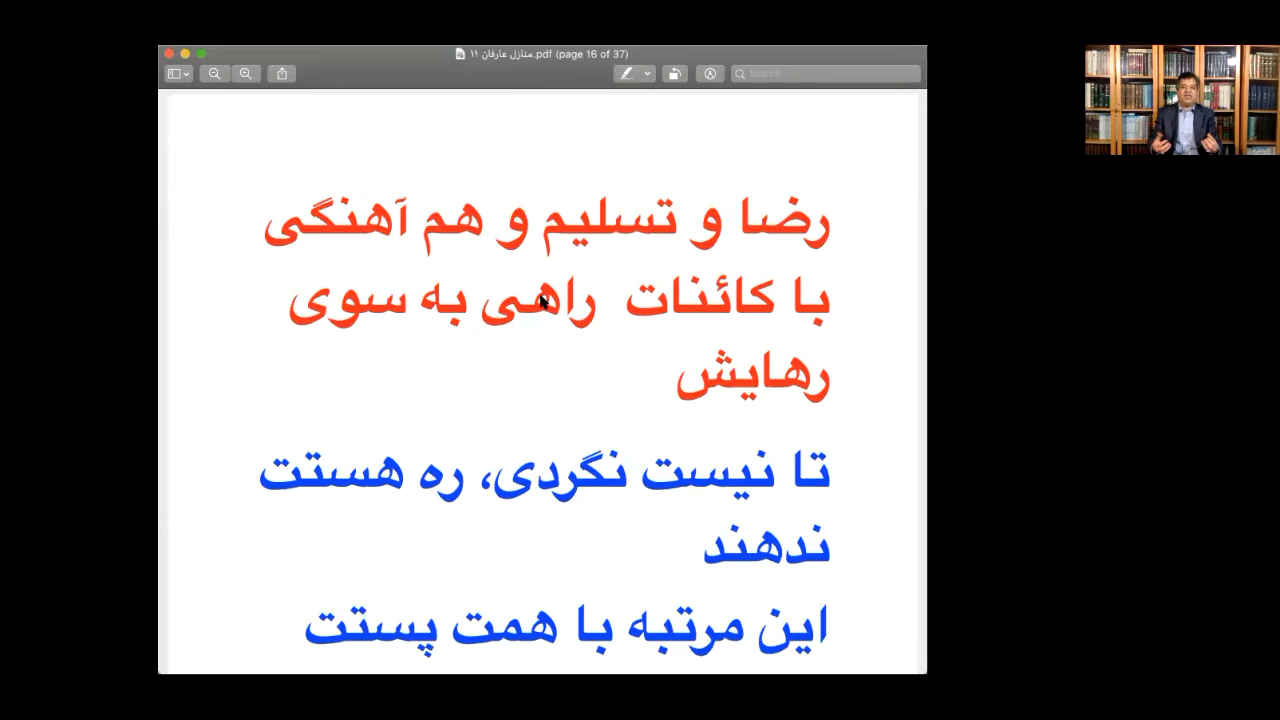 منازل عارفان ۱۱.pdf (page 16 of 37)
Search
رضا و تسلیم و هم آهنگی
با کائنات راهی به سوی
رهایش
تا نیست نگردی، ره هستت
ندهند
این مرتبه با همت پستت